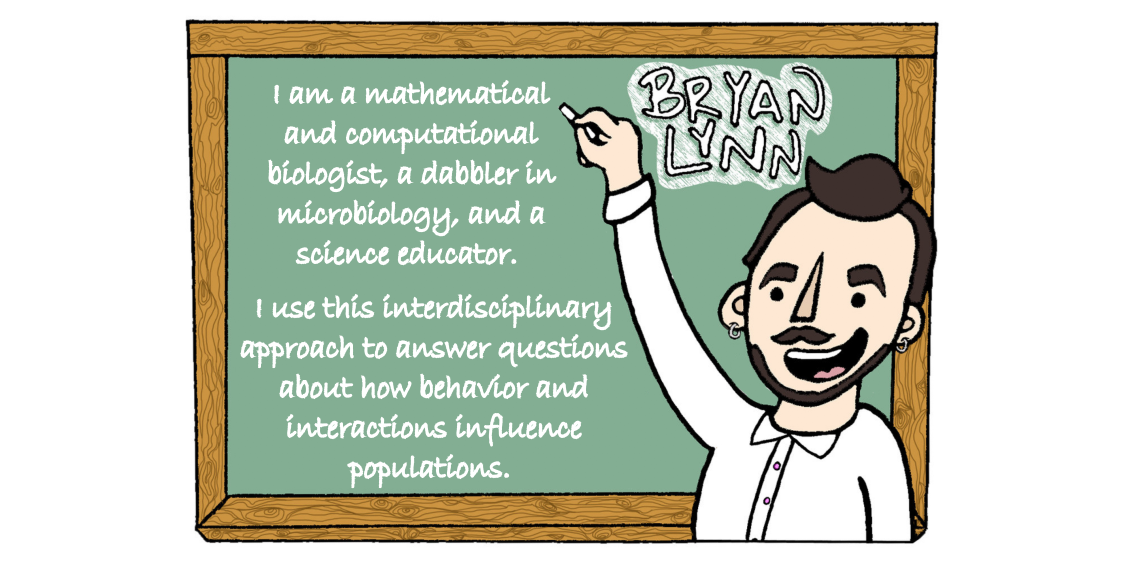 I am a mathematical
and computational
biologist, a dabbler in
microbiology, and a
science educator.
I use this interdisciplinary
approach to answer questions
about how behavior and
interactions influence
populations.
BRYAN
LYNN